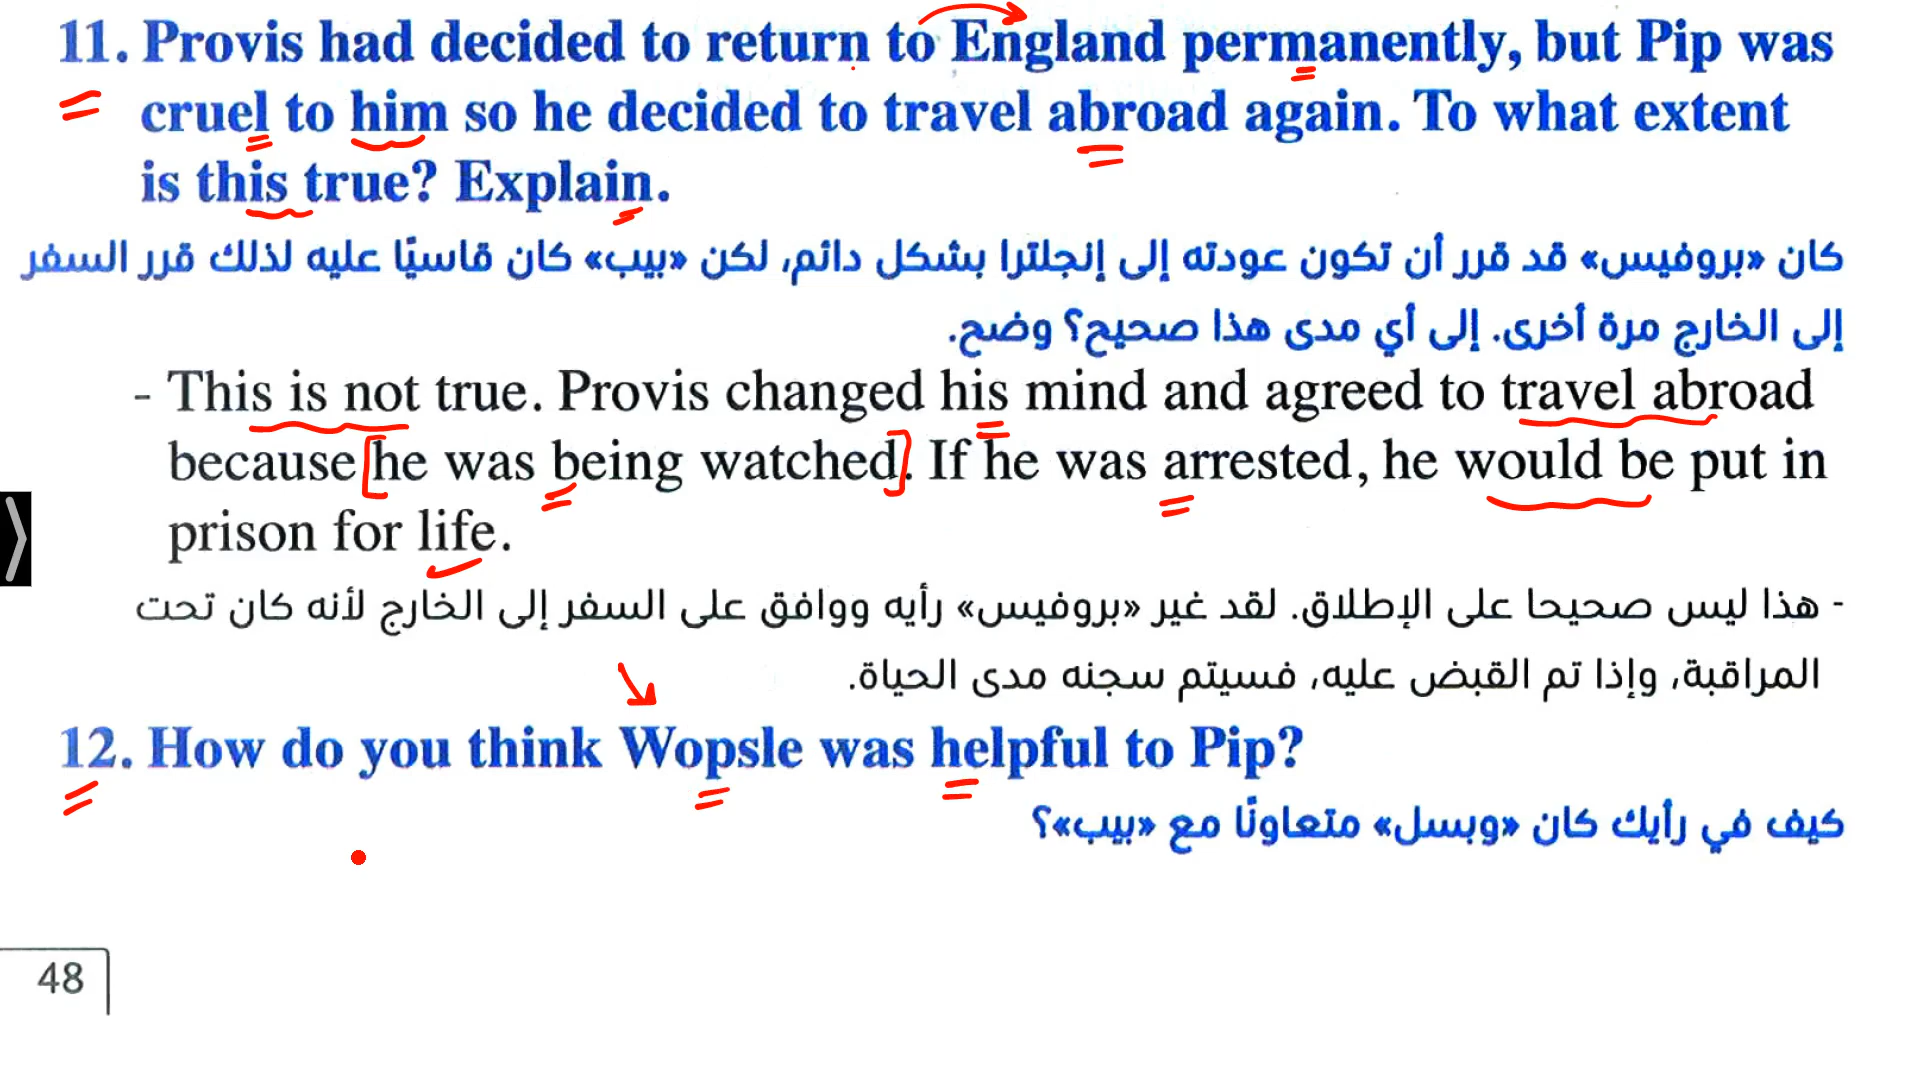 11. Provis had decided to return to England permanently, but Pip was
cruel to him so he decided to travel abroad again. To what extent
is this true? Explain.
كان «بروفيس» قد قرر أن تكون عودته إلى إنجلترا بشكل دائم، لكن «بيب» كان قاسيًا عليه لذلك قرر السفر
إلى الخارج مرة أخرى. إلى أي مدى هذا صحيح؟ وضح.
- This is not true. Provis changed his mind and agreed to travel abroad
because he was being watched. If he was arrested, he would be put in
prison for life.
- هذا ليس صحيحا على الإطلاق. لقد غير «بروفيس» رأيه ووافق على السفر إلى الخارج لأنه كان تحت
المراقبة، وإذا تم القبض عليه، فسيتم سجنه مدى الحياة.
12. How do you think Wopsle was helpful to Pip?
كيف في رأيك كان «وبسل» متعاونًا مع «بيب»؟
48